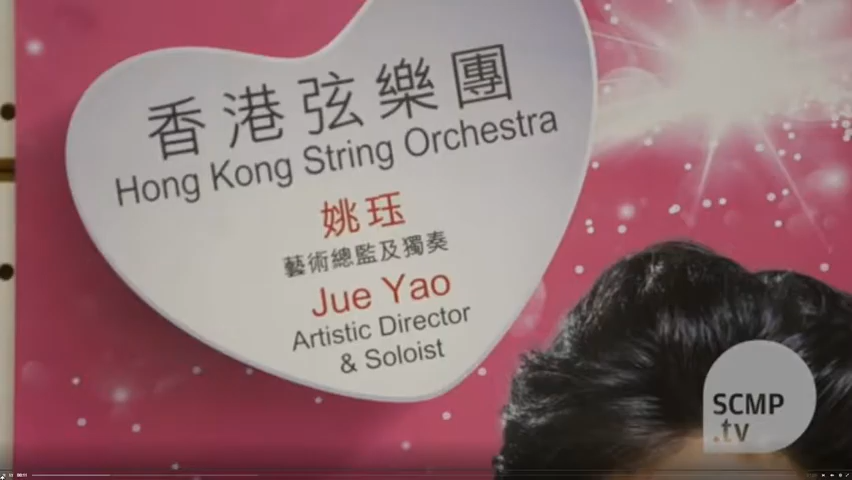 香港弦樂團
Hong Kong String Orchestra
姚珏
藝術總監及獨奏
Jue Yao
Artistic Director
& Soloist
SCMP
.tv